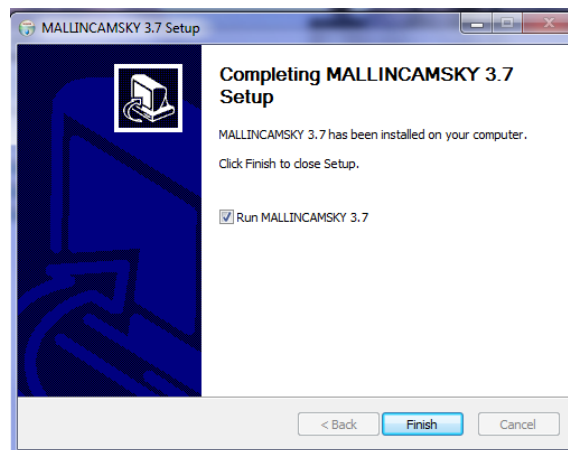 MALLINCAMSKY 3.7 Setup
Completing MALLINCAMSKY 3.7
Setup
MALLINCAMSKY 3.7 has been installed on your computer.
Click Finish to close Setup.
Run MALLINCAMSKY 3.7
< Back Finish Cancel